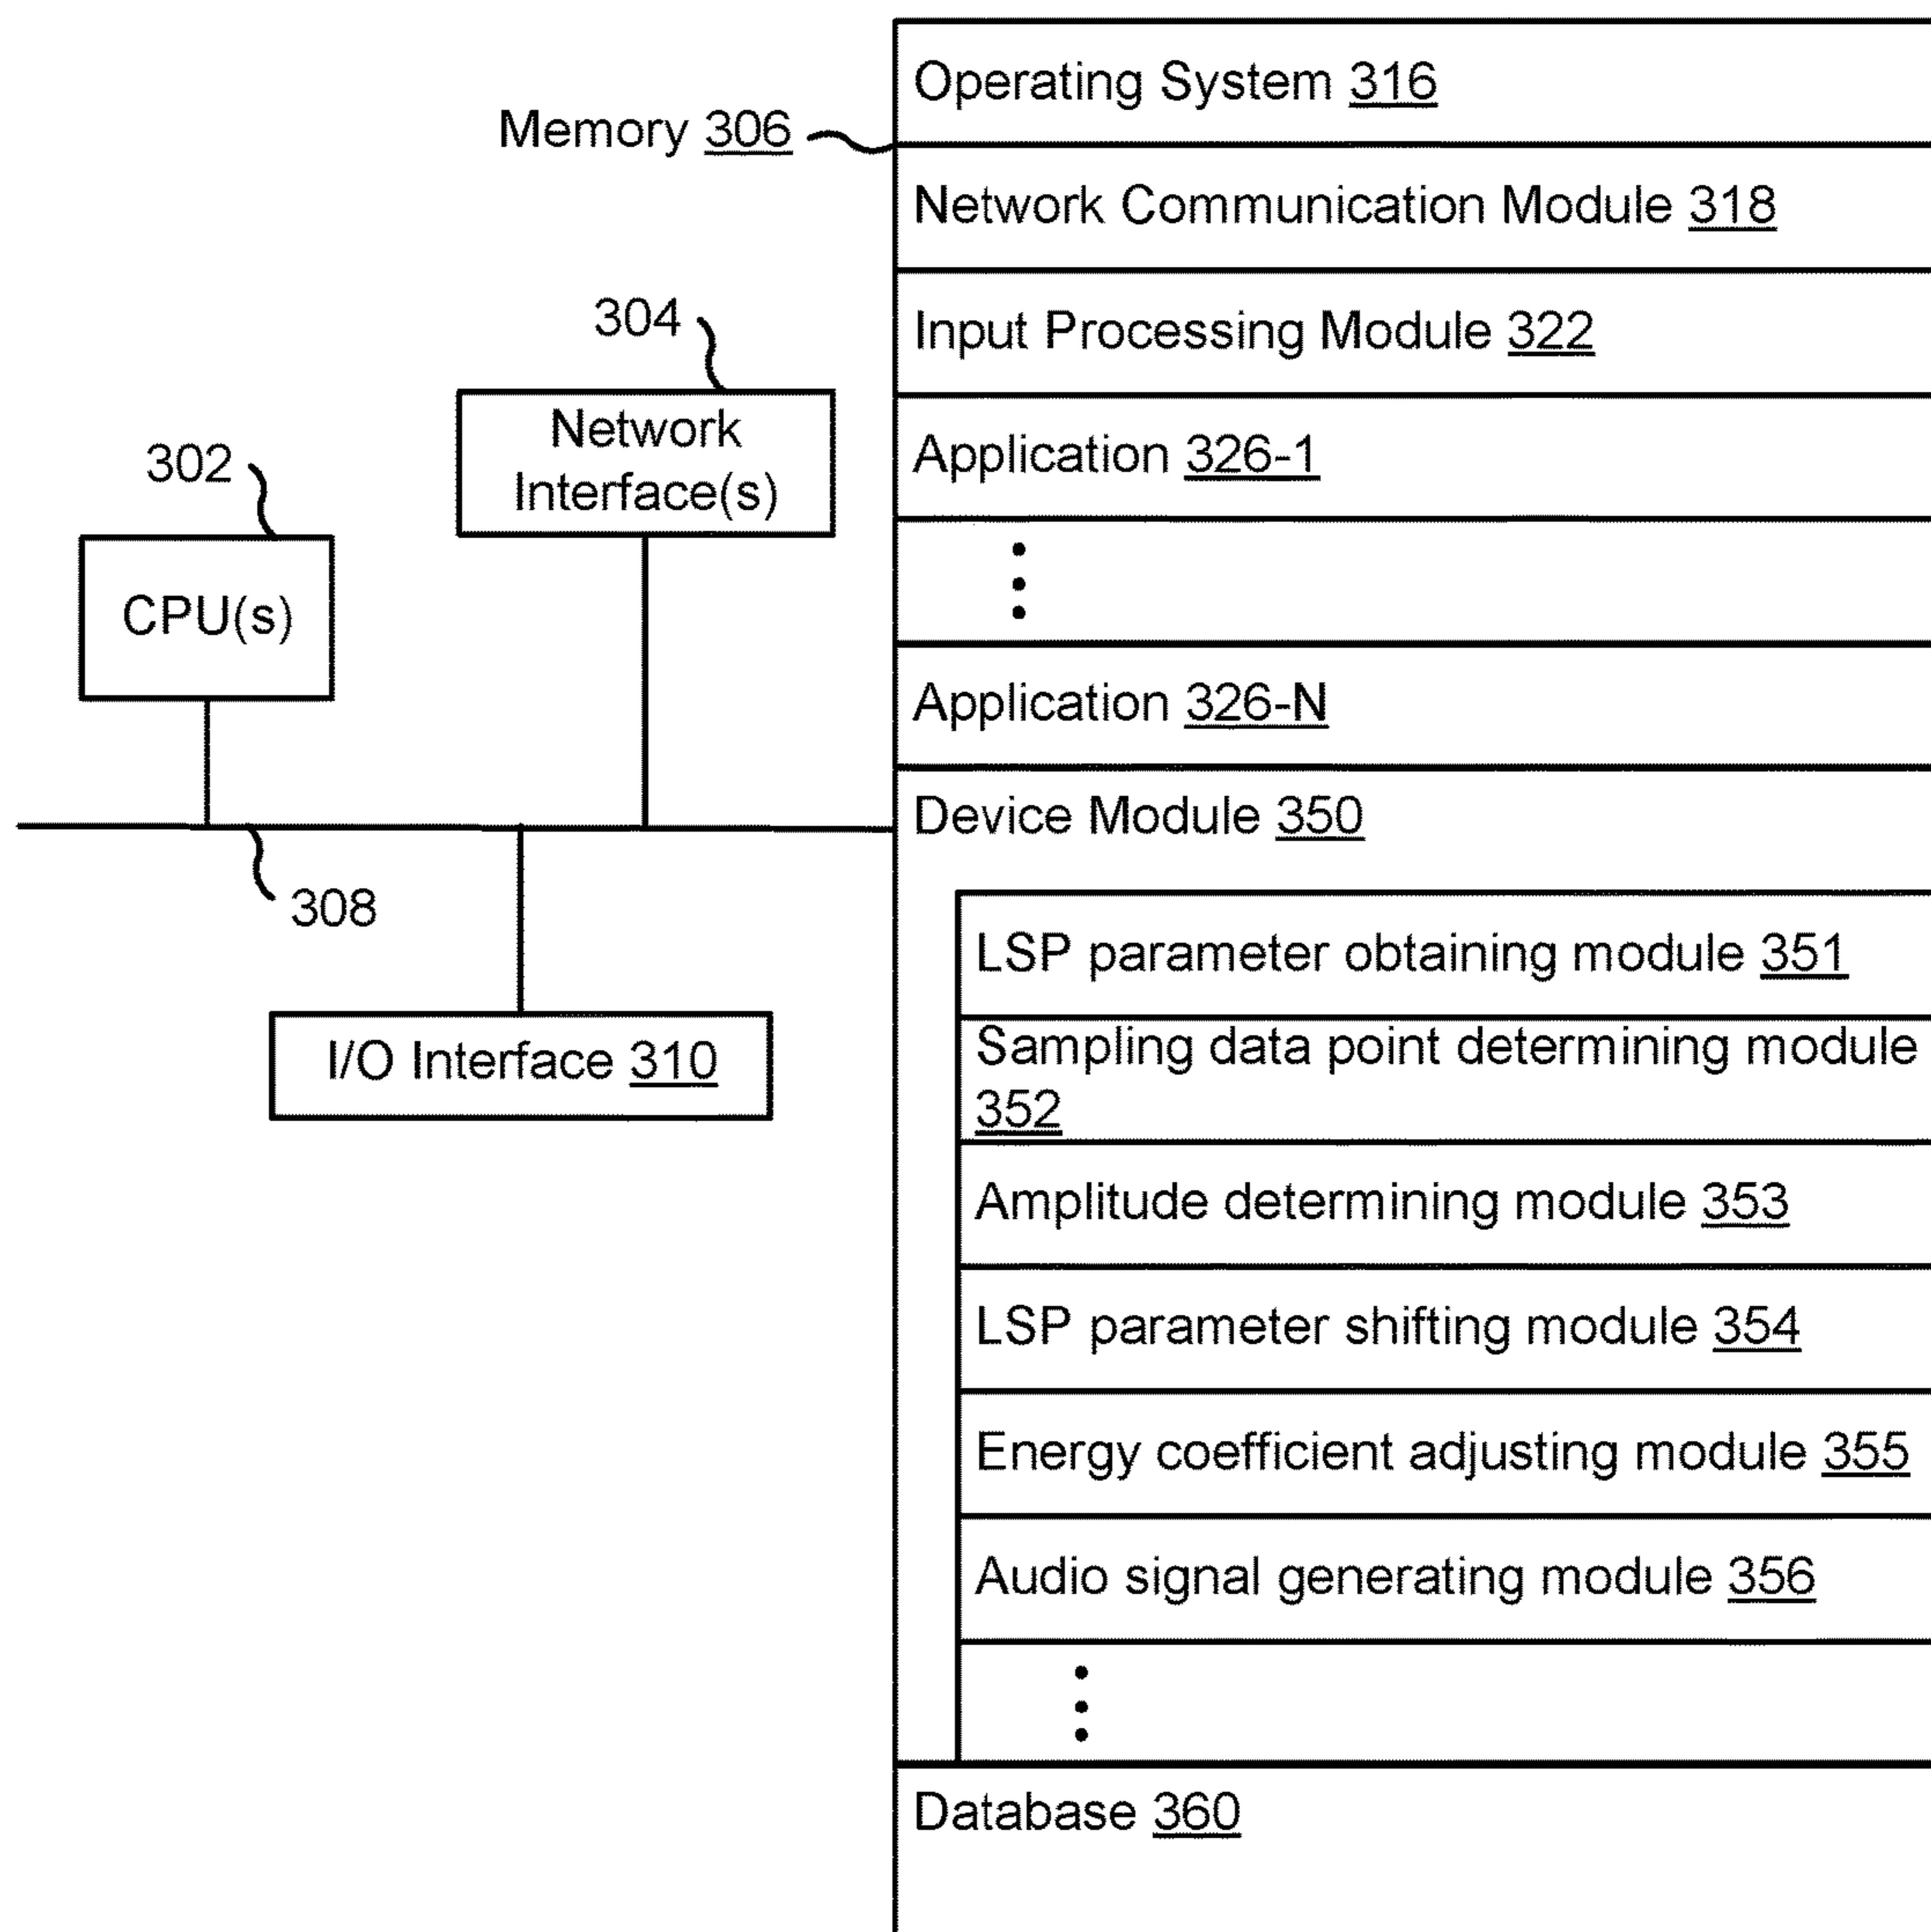 Operating System 316
Memory 306
Network Communication Module 318
304
Input Processing Module 322
Network
Interface(s)
302
Application 326-1
CPU(s)
Application 326-N
Device Module 350
308
LSP parameter obtaining module 351
I/O Interface 310
Sampling data point determining module
352
Amplitude determining module 353
LSP parameter shifting module 354
Energy coefficient adjusting module 355
Audio signal generating module 356
Database 360